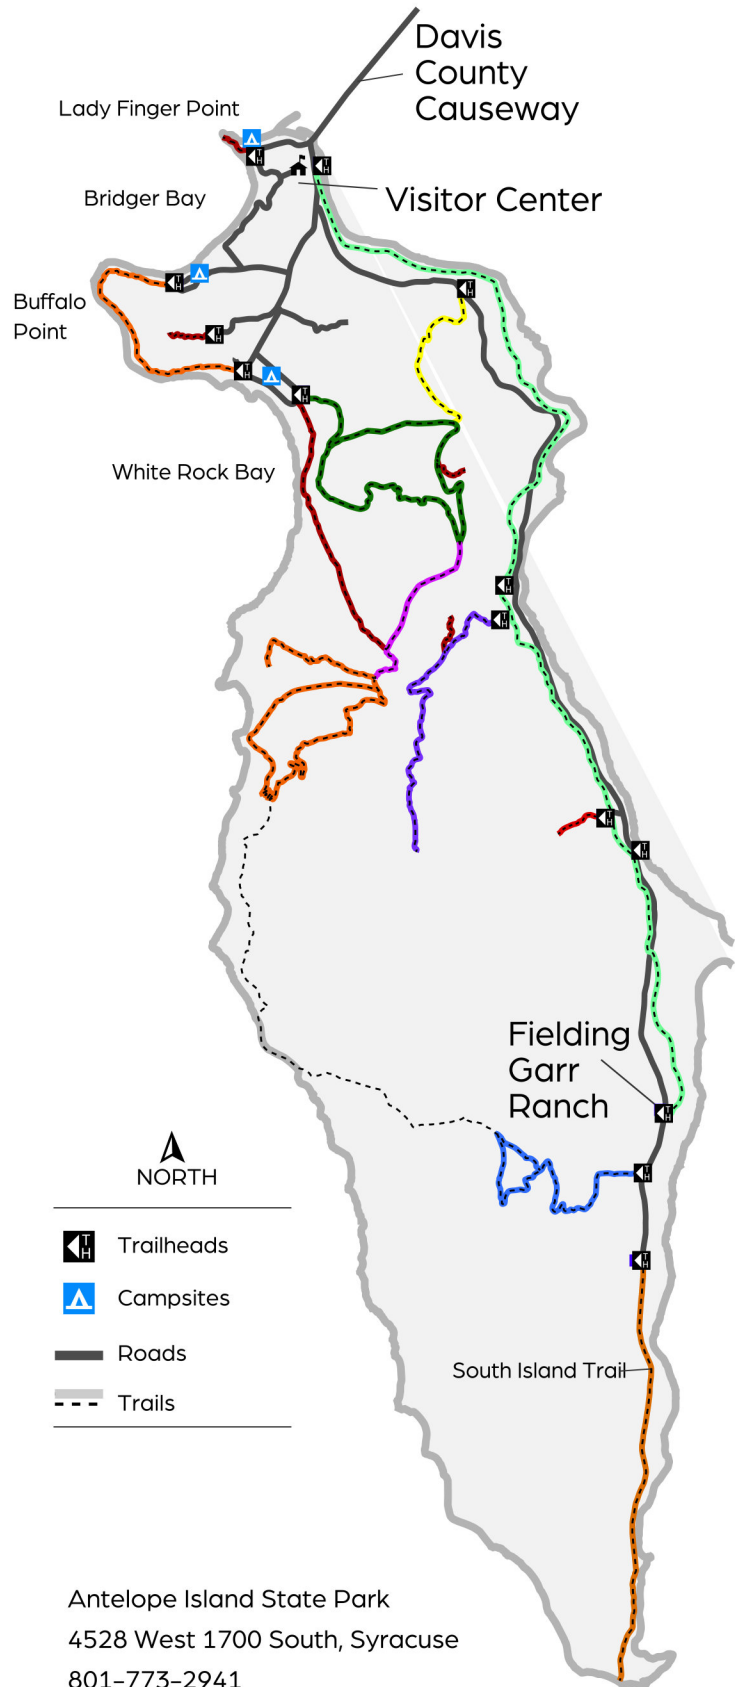 Davis
County
Causeway
Lady Finger Point
Visitor Center
Bridger Bay
Buffalo
Point
White Rock Bay
Fielding
Garr
Ranch
NORTH
TH Trailheads
Campsites
Roads
Trails
South Island Trail
Antelope Island State Park
4528 West 1700 South, Syracuse
801-773-2941